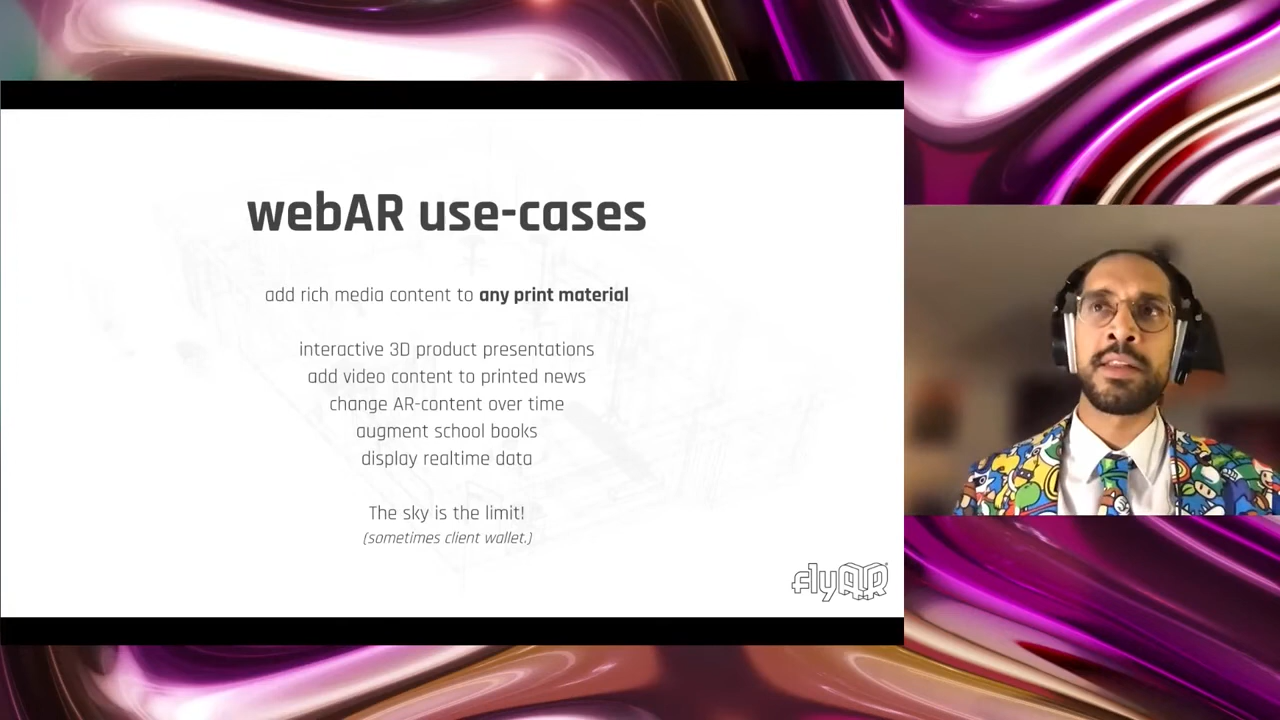 webAR use-cases
add rich media content to any print material
interactive 3D product presentations
add video content to printed news
change AR-content over time
augment school books
display realtime data
The sky is the limit!
(sometimes client wallet.)
flyAR